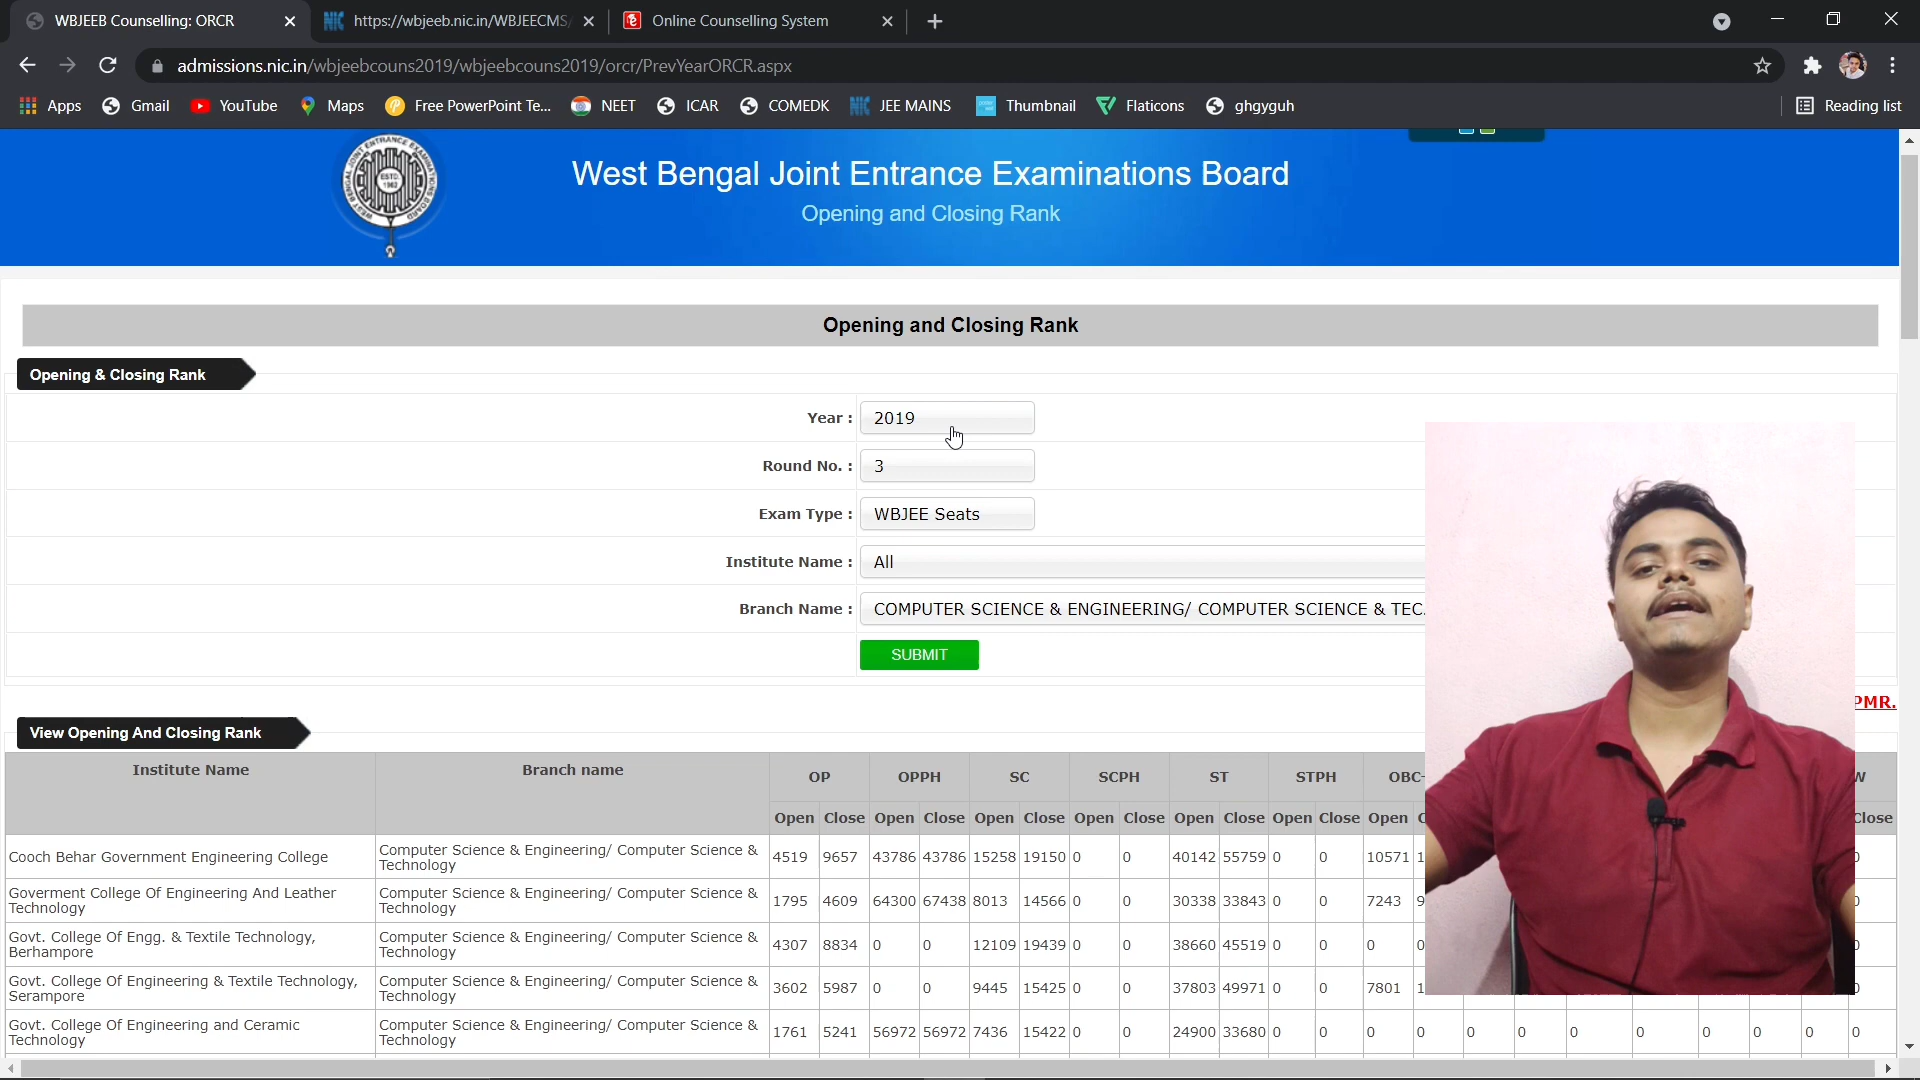 WBJEEB Counselling: ORCR
https://wbjeeb.nic.in/WBJEECMS/
Online Counselling System
admissions.nic.in/wbjeebcouns2019/wbjeebcouns2019/orcr/PrevYearORCR.aspx
Apps Gmail YouTube Maps Free PowerPoint Te... NEET ICAR COMEDK JEE MAINS Thumbnail Flaticons ghgyguh Reading list
West Bengal Joint Entrance Examinations Board
Opening and Closing Rank
Opening and Closing Rank
Opening & Closing Rank
Year : 2019
Round No. : 3
Exam Type : WBJEE Seats
Institute Name : All
Branch Name : COMPUTER SCIENCE & ENGINEERING/ COMPUTER SCIENCE & TEC.
SUBMIT
PMR.
View Opening And Closing Rank
Institute Name Branch name OP OPPH SC SCPH ST STPH OBC-
Open Close Open Close Open Close Open Close Open Close Open Close Open Close
Cooch Behar Government Engineering College Computer Science & Engineering/ Computer Science & Technology 4519 9657 43786 43786 15258 19150 0 0 40142 55759 0 0 10571
Goverment College Of Engineering And Leather Technology Computer Science & Engineering/ Computer Science & Technology 1795 4609 64300 67438 8013 14566 0 0 30338 33843 0 0 7243
Govt. College Of Engg. & Textile Technology, Berhampore Computer Science & Engineering/ Computer Science & Technology 4307 8834 0 0 12109 19439 0 0 38660 45519 0 0 0
Govt. College Of Engineering & Textile Technology, Serampore Computer Science & Engineering/ Computer Science & Technology 3602 5987 0 0 9445 15425 0 0 37803 49971 0 0 7801
Govt. College Of Engineering and Ceramic Technology Computer Science & Engineering/ Computer Science & Technology 1761 5241 56972 56972 7436 15422 0 0 24900 33680 0 0 0 0 0 0 0 0 0 0 0 0